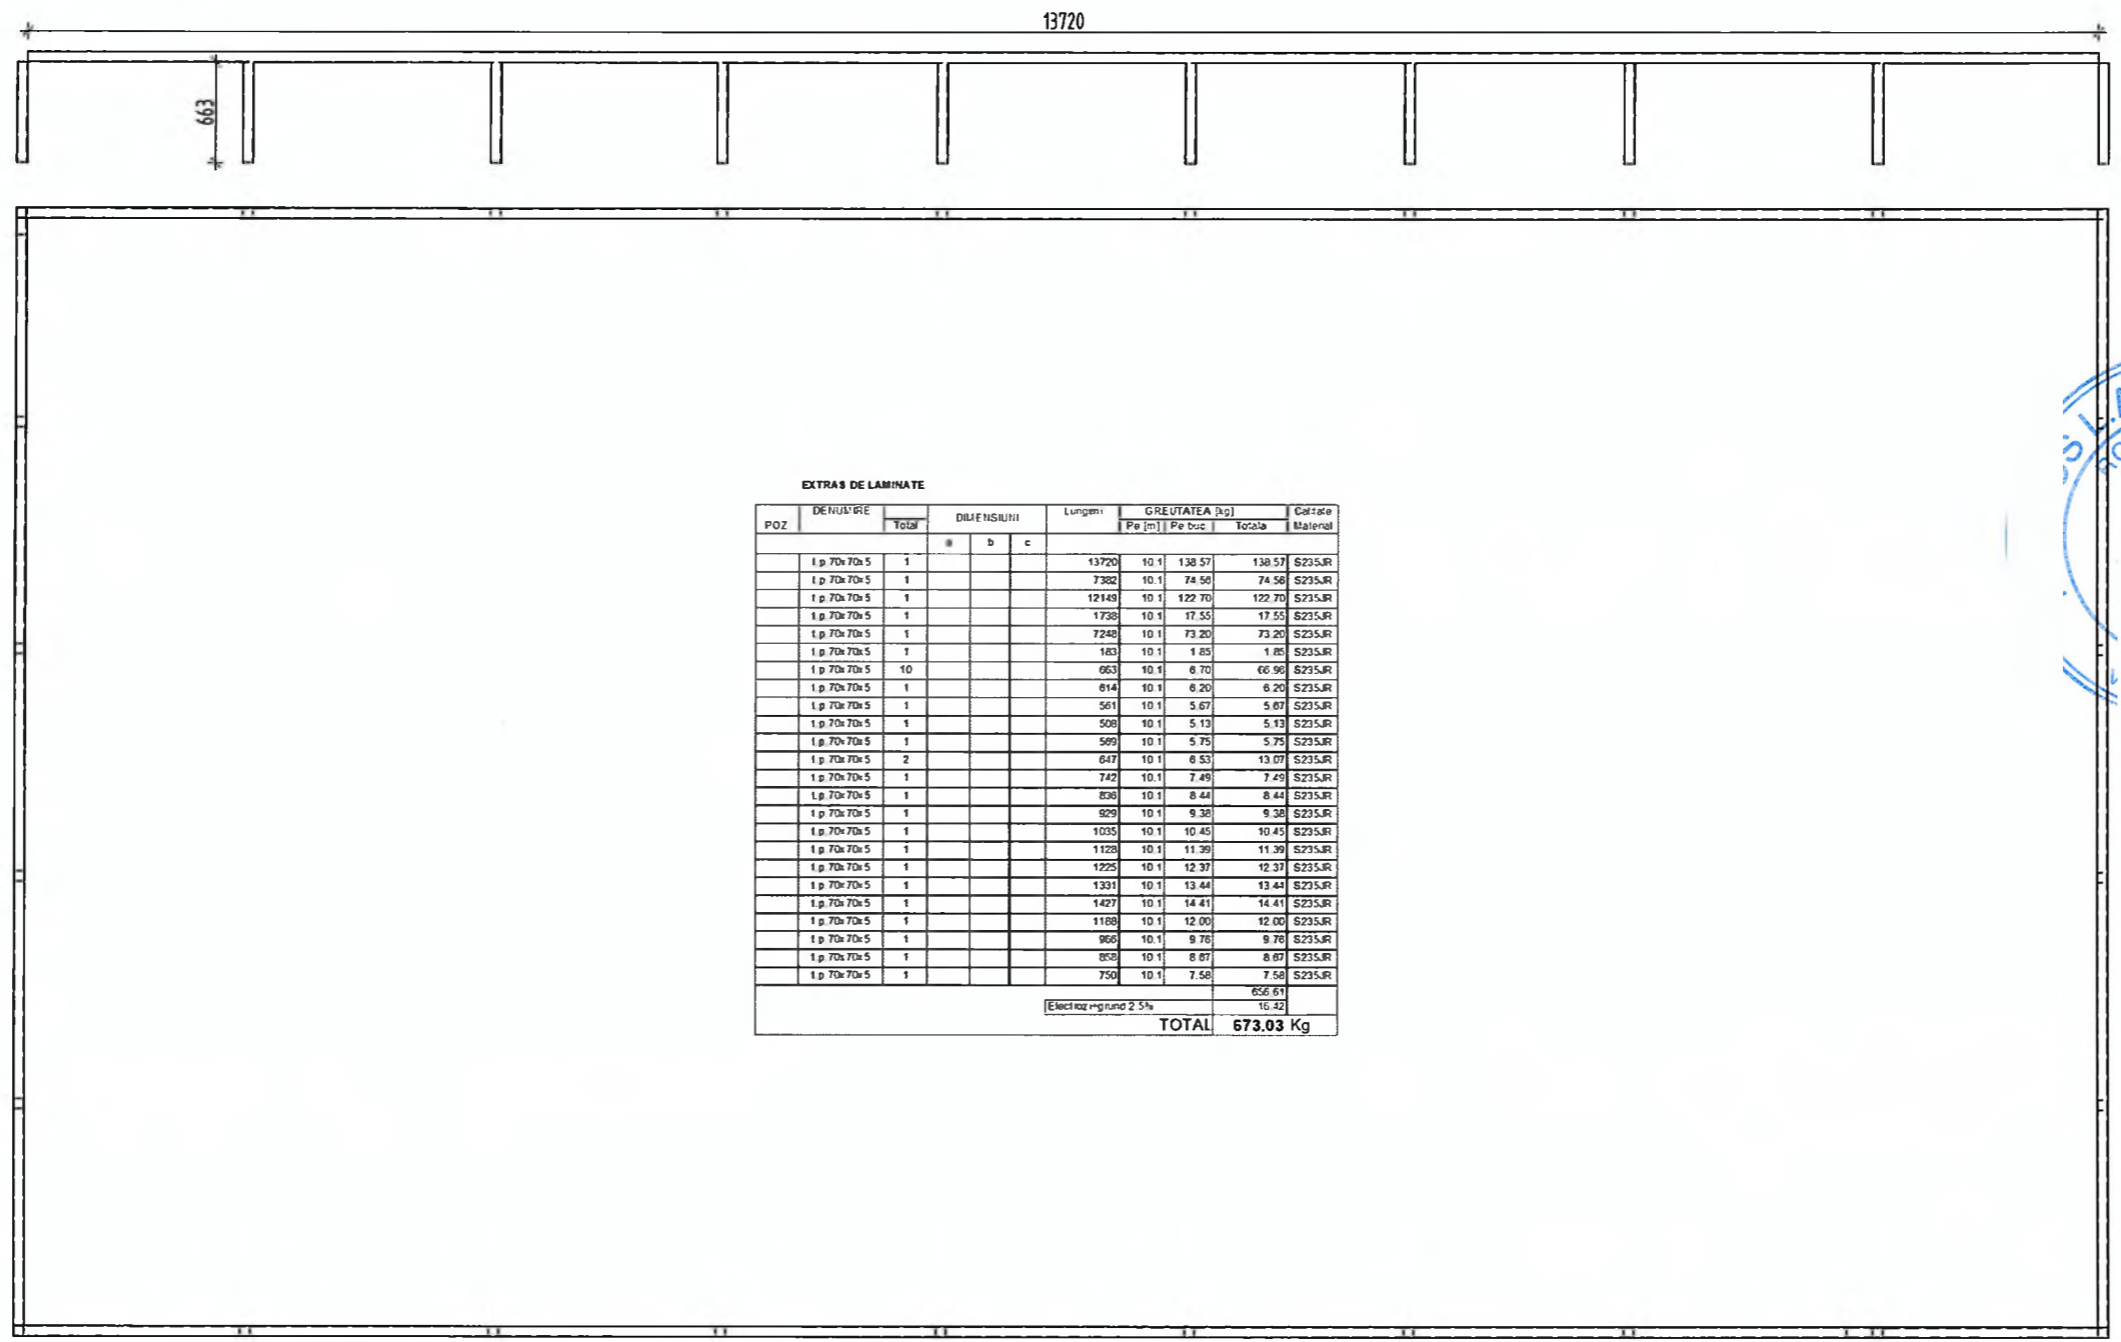 13720
663
EXTRAS DE LAMINATE
POZ DENUMIRE Total DIMENSIUNI Lungimi GREUTATEA [kg] Calitate
Pe [m] Pe buc Totala Material
a b c
t.p.70x70x5 1 13720 10.1 138.57 138.57 S235JR
t.p.70x70x5 1 7382 10.1 74.56 74.56 S235JR
t.p.70x70x5 1 12149 10.1 122.70 122.70 S235JR
t.p.70x70x5 1 1738 10.1 17.55 17.55 S235JR
t.p.70x70x5 1 7248 10.1 73.20 73.20 S235JR
t.p.70x70x5 1 183 10.1 1.85 1.85 S235JR
t.p.70x70x5 10 663 10.1 6.70 66.96 S235JR
t.p.70x70x5 1 614 10.1 6.20 6.20 S235JR
t.p.70x70x5 1 561 10.1 5.67 5.67 S235JR
t.p.70x70x5 1 508 10.1 5.13 5.13 S235JR
t.p.70x70x5 1 569 10.1 5.75 5.75 S235JR
t.p.70x70x5 2 647 10.1 6.53 13.07 S235JR
t.p.70x70x5 1 742 10.1 7.49 7.49 S235JR
t.p.70x70x5 1 836 10.1 8.44 8.44 S235JR
t.p.70x70x5 1 929 10.1 9.38 9.38 S235JR
t.p.70x70x5 1 1035 10.1 10.45 10.45 S235JR
t.p.70x70x5 1 1128 10.1 11.39 11.39 S235JR
t.p.70x70x5 1 1225 10.1 12.37 12.37 S235JR
t.p.70x70x5 1 1331 10.1 13.44 13.44 S235JR
t.p.70x70x5 1 1427 10.1 14.41 14.41 S235JR
t.p.70x70x5 1 1188 10.1 12.00 12.00 S235JR
t.p.70x70x5 1 966 10.1 9.76 9.76 S235JR
t.p.70x70x5 1 858 10.1 8.67 8.67 S235JR
t.p.70x70x5 1 750 10.1 7.58 7.58 S235JR
656.61
Electrozi+grund 2.5% 16.42
TOTAL 673.03 Kg